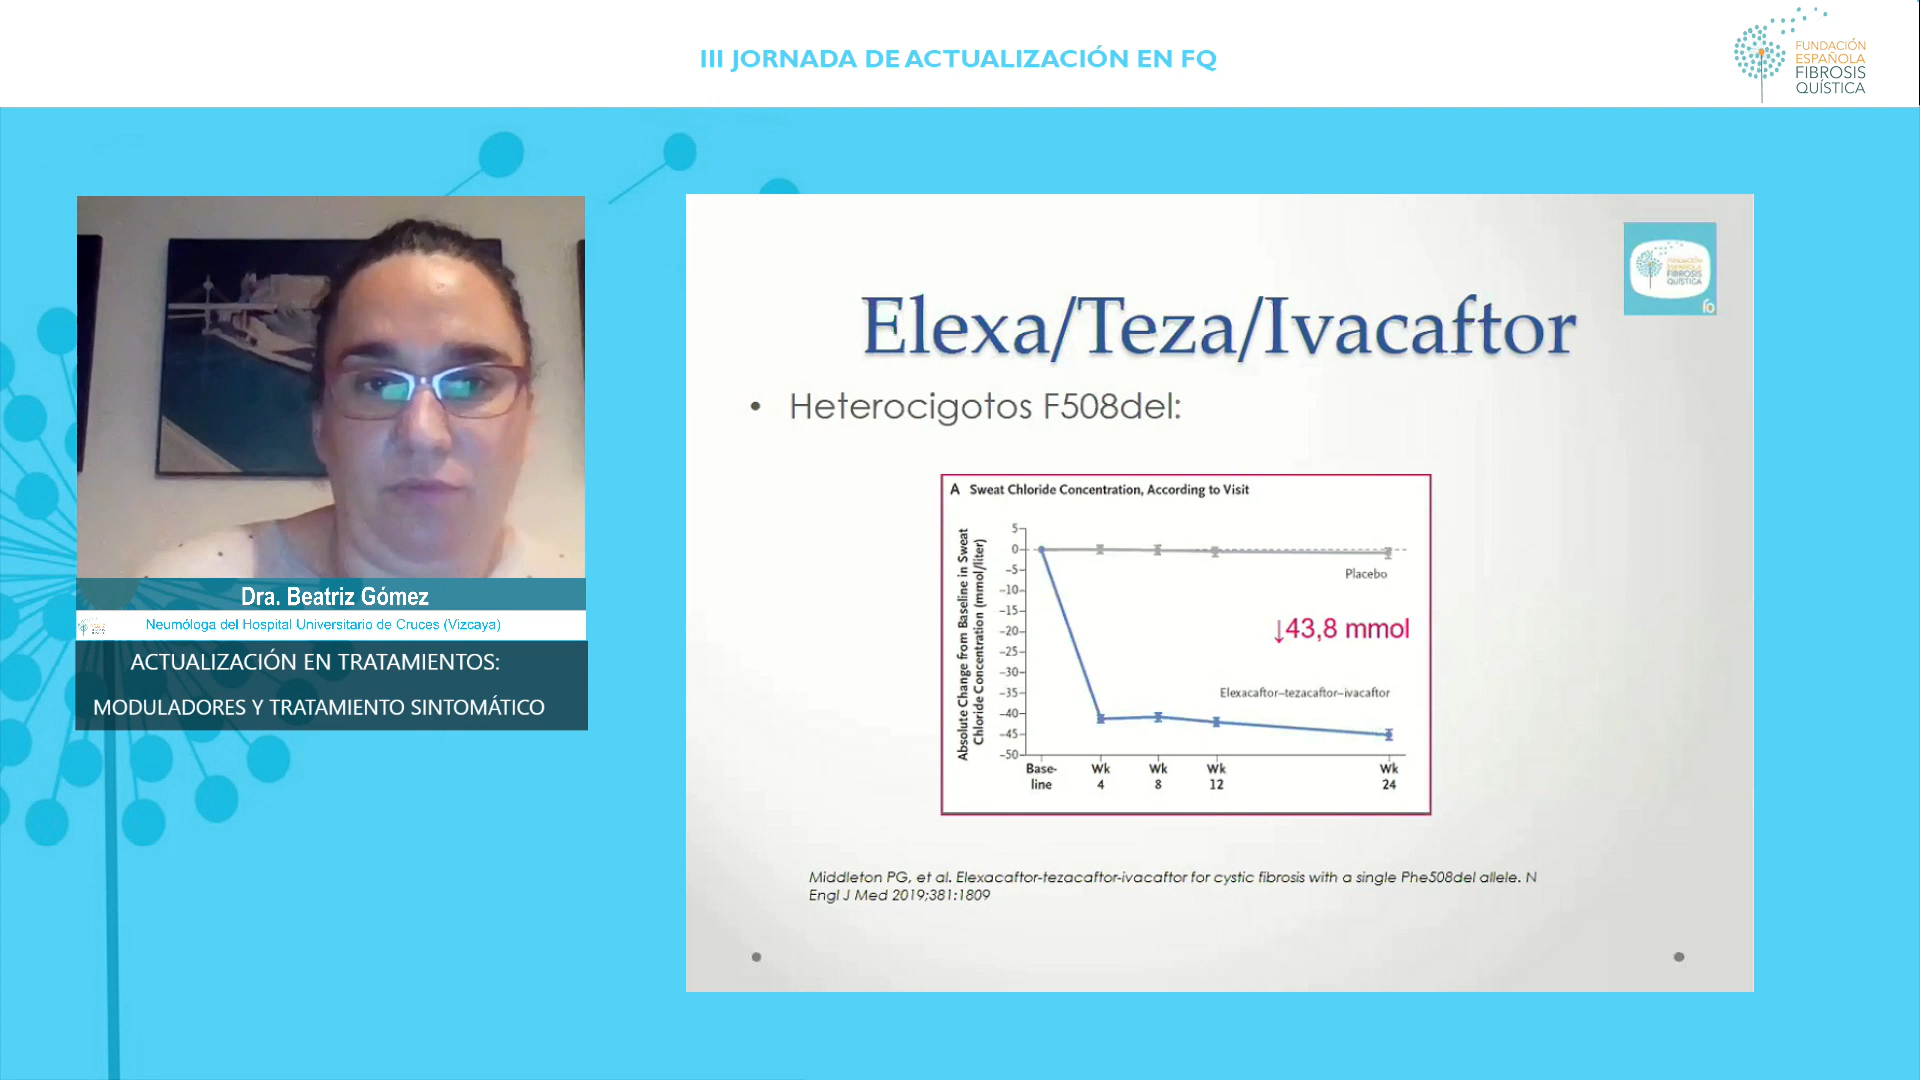 III JORNADA DE ACTUALIZACIÓN EN FQ
FUNDACIÓN
ESPAÑOLA
FIBROSIS
QUÍSTICA
Dra. Beatriz Gómez
Neumóloga del Hospital Universitario de Cruces (Vizcaya)
ACTUALIZACIÓN EN TRATAMIENTOS:
MODULADORES Y TRATAMIENTO SINTOMÁTICO
FUNDACIÓN
ESPAÑOLA
FIBROSIS
QUÍSTICA
fq
Elexa/Teza/Ivacaftor
• Heterocigotos F508del:
A Sweat Chloride Concentration, According to Visit
Absolute Change from Baseline in Sweat
Chloride Concentration (mmol/liter)
5
0
−5
−10
−15
−20
−25
−30
−35
−40
−45
−50
Placebo
↓43,8 mmol
Elexacaftor–tezacaftor–ivacaftor
Base-
line
Wk
4
Wk
8
Wk
12
Wk
24
Middleton PG, et al. Elexacaftor-tezacaftor-ivacaftor for cystic fibrosis with a single Phe508del allele. N
Engl J Med 2019;381:1809